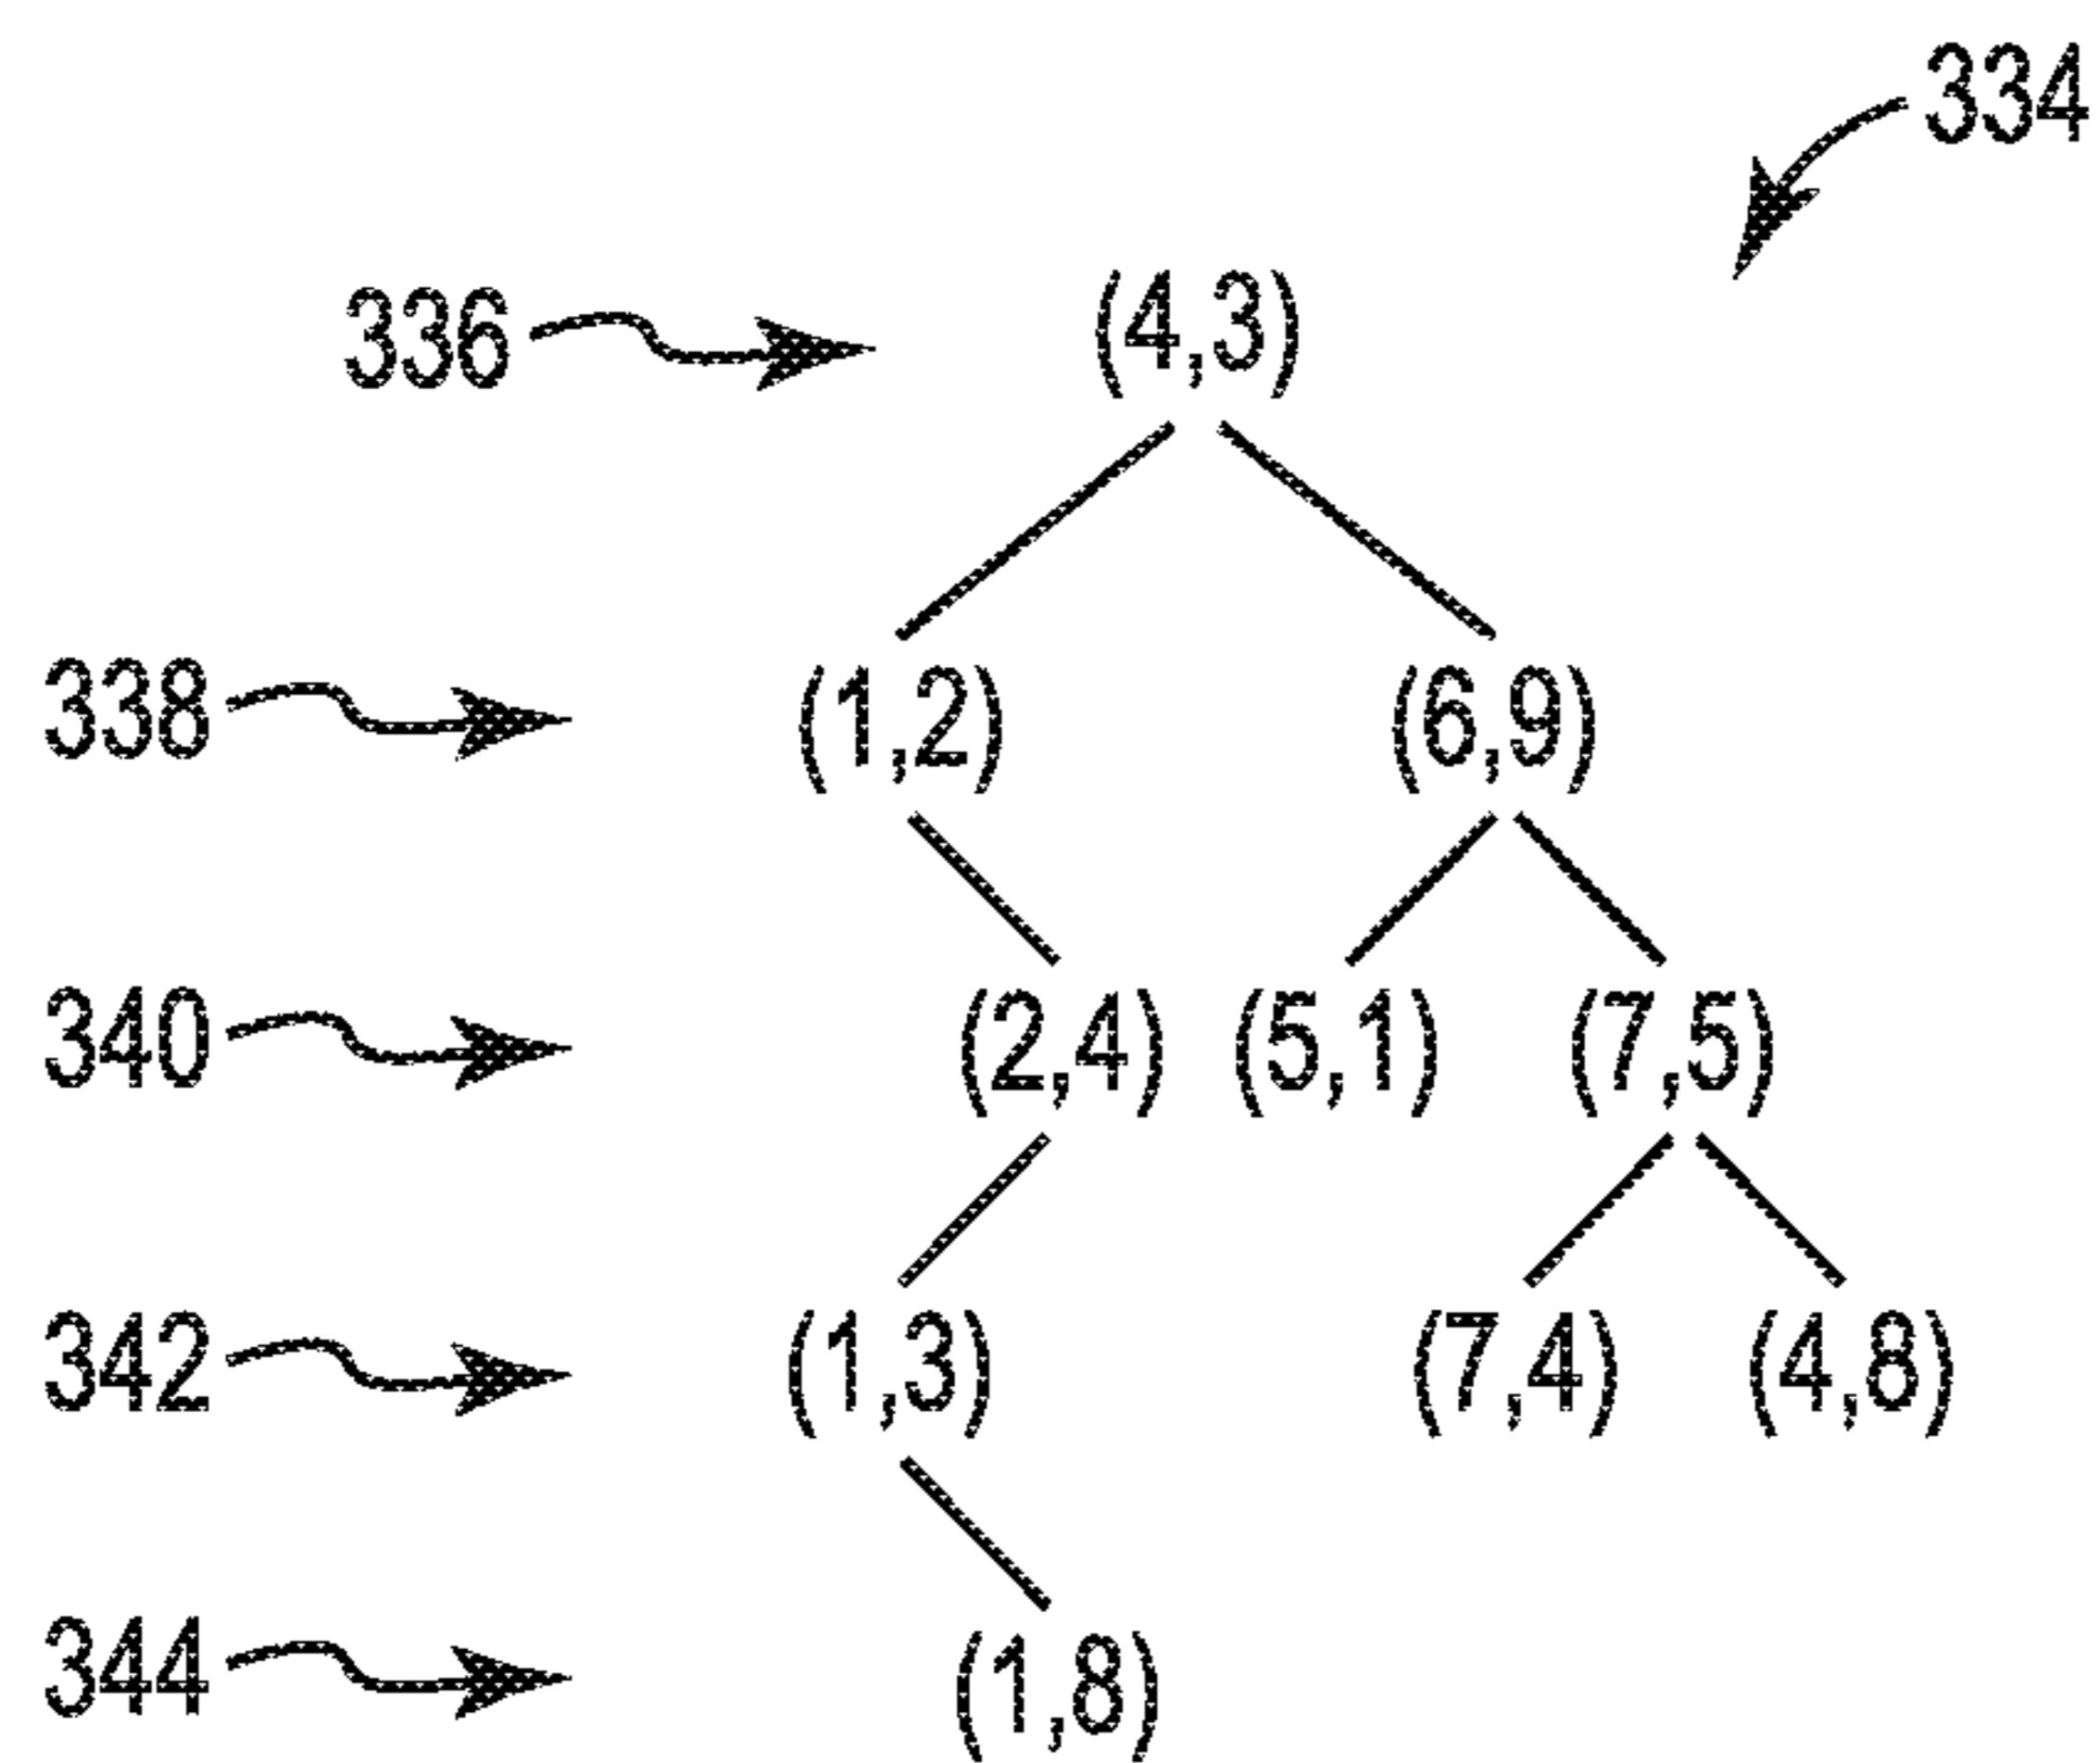 334
336 (4,3)
338 (1,2) (6,9)
340 (2,4) (5,1) (7,5)
342 (1,3) (7,4) (4,8)
344 (1,8)